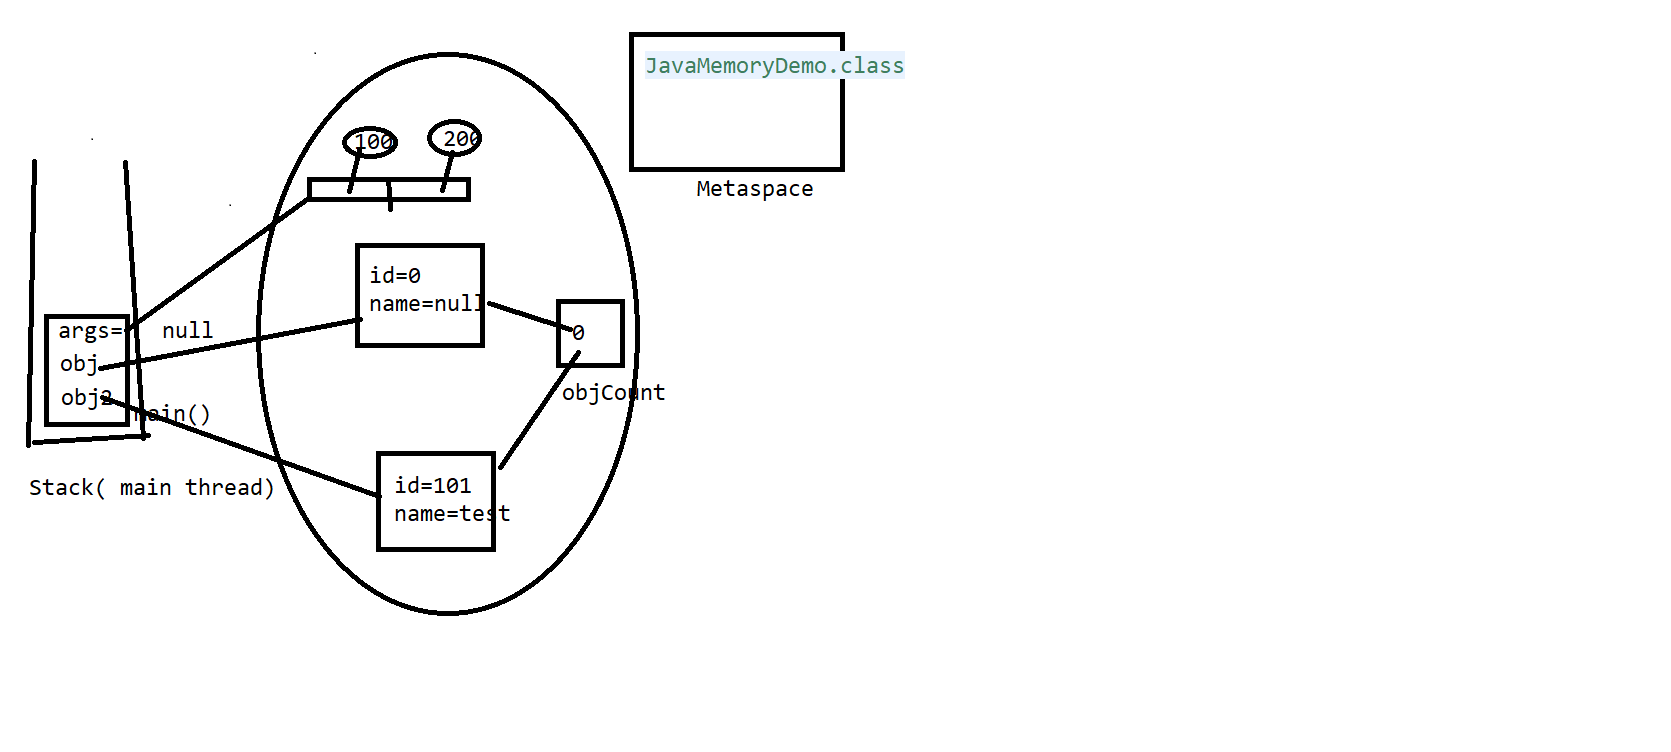 JavaMemoryDemo.class
Metaspace
100
200
id=0
name=null
0
objCount
args=
null
obj
obj2
main()
Stack( main thread)
id=101
name=test